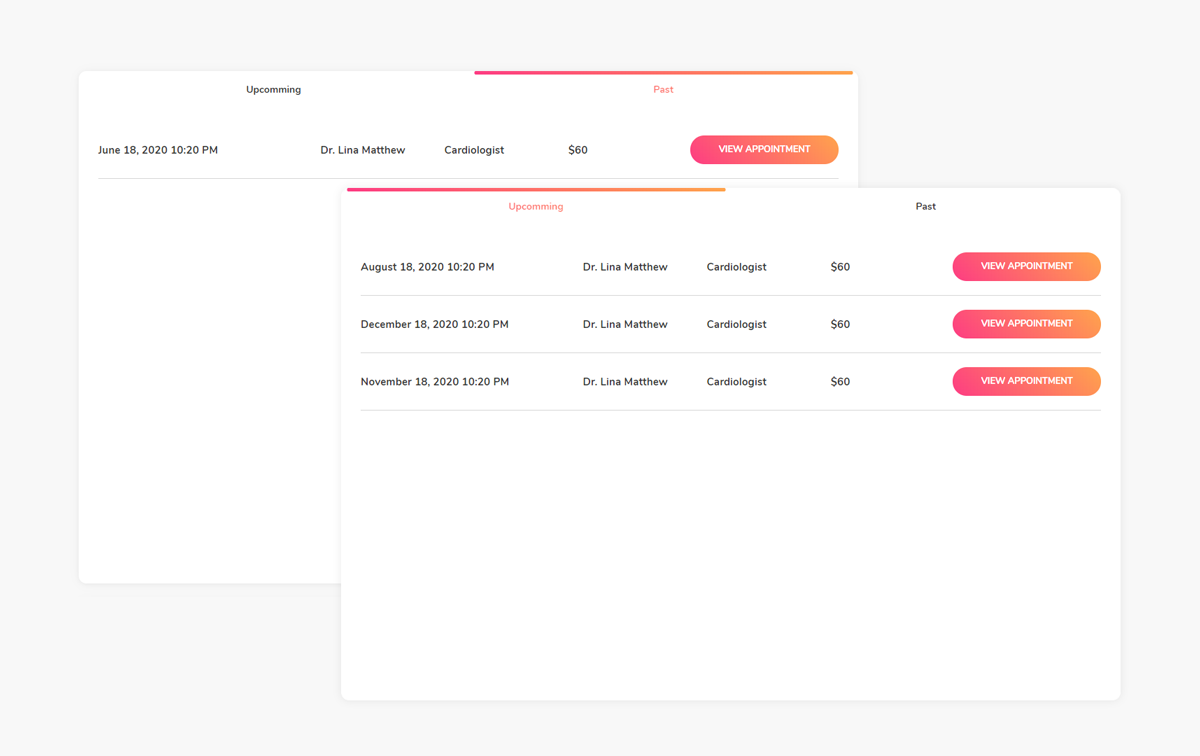 Upcomming Past
June 18, 2020 10:20 PM Dr. Lina Matthew Cardiologist $60 VIEW APPOINTMENT
Upcomming Past
August 18, 2020 10:20 PM Dr. Lina Matthew Cardiologist $60 VIEW APPOINTMENT
December 18, 2020 10:20 PM Dr. Lina Matthew Cardiologist $60 VIEW APPOINTMENT
November 18, 2020 10:20 PM Dr. Lina Matthew Cardiologist $60 VIEW APPOINTMENT